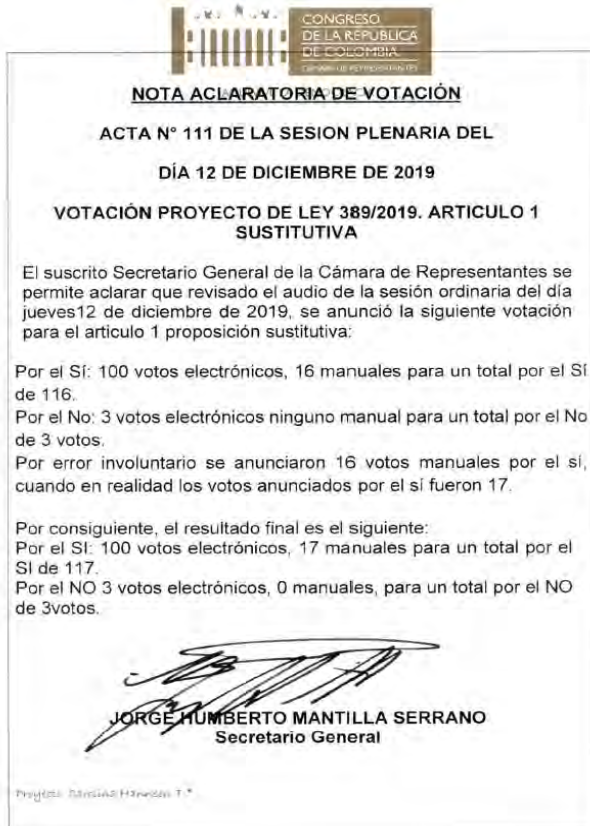 CONGRESO
DE LA REPÚBLICA
DE COLOMBIA
CÁMARA DE REPRESENTANTES
NOTA ACLARATORIA DE VOTACIÓN
ACTA N° 111 DE LA SESION PLENARIA DEL
DÍA 12 DE DICIEMBRE DE 2019
VOTACIÓN PROYECTO DE LEY 389/2019. ARTICULO 1
SUSTITUTIVA
El suscrito Secretario General de la Cámara de Representantes se
permite aclarar que revisado el audio de la sesión ordinaria del día
jueves12 de diciembre de 2019, se anunció la siguiente votación
para el articulo 1 proposición sustitutiva:
Por el Sí: 100 votos electrónicos, 16 manuales para un total por el Sí
de 116.
Por el No: 3 votos electrónicos ninguno manual para un total por el No
de 3 votos.
Por error involuntario se anunciaron 16 votos manuales por el sí,
cuando en realidad los votos anunciados por el sí fueron 17.
Por consiguiente, el resultado final es el siguiente:
Por el SI: 100 votos electrónicos, 17 manuales para un total por el
SI de 117.
Por el NO 3 votos electrónicos, 0 manuales, para un total por el NO
de 3votos.
JORGE HUMBERTO MANTILLA SERRANO
Secretario General